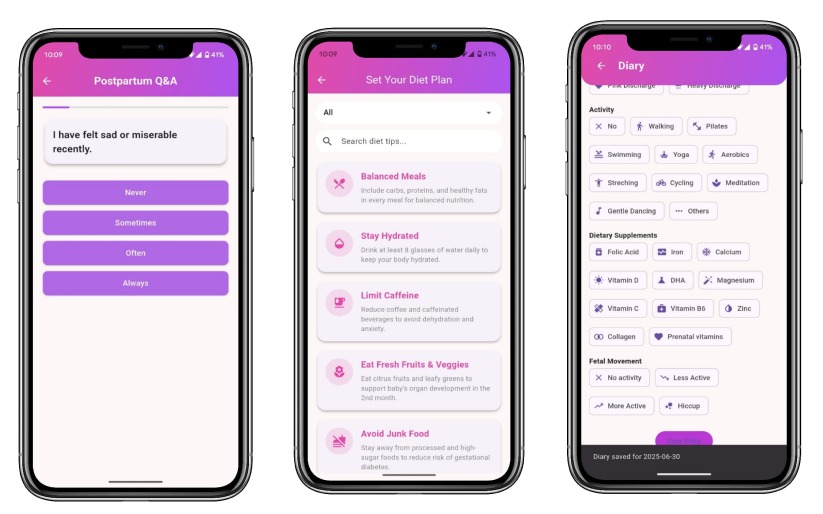 10:09
41%
Postpartum Q&A
I have felt sad or miserable
recently.
Never
Sometimes
Often
Always
10:09
41%
Set Your Diet Plan
All
Search diet tips...
Balanced Meals
Include carbs, proteins, and healthy fats
in every meal for balanced nutrition.
Stay Hydrated
Drink at least 8 glasses of water daily to
keep your body hydrated.
Limit Caffeine
Reduce coffee and caffeinated
beverages to avoid dehydration and
anxiety.
Eat Fresh Fruits & Veggies
Eat citrus fruits and leafy greens to
support baby's organ development in the
2nd month.
Avoid Junk Food
Stay away from processed and high-
sugar foods to reduce risk of gestational
diabetes.
10:10
41%
Diary
Pink Discharge Heavy Discharge
Activity
No Walking Pilates
Swimming Yoga Aerobics
Streching Cycling Meditation
Gentle Dancing Others
Dietary Supplements
Folic Acid Iron Calcium
Vitamin D DHA Magnesium
Vitamin C Vitamin B6 Zinc
Collagen Prenatal vitamins
Fetal Movement
No activity Less Active
More Active Hiccup
Diary saved for 2025-06-30